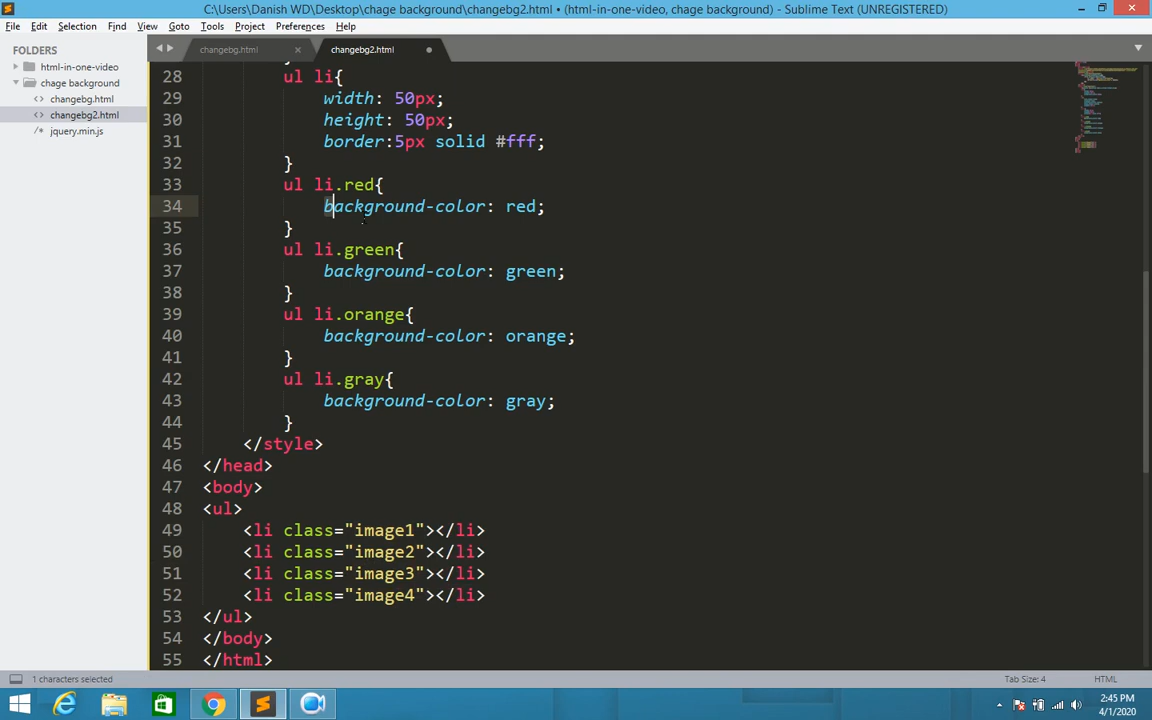 C:\Users\Danish WD\Desktop\chage background\changebg2.html • (html-in-one-video, chage background) - Sublime Text (UNREGISTERED)
File Edit Selection Find View Goto Tools Project Preferences Help
FOLDERS
html-in-one-video
chage background
changebg.html
changebg2.html
jquery.min.js
changebg.html
changebg2.html
28 ul li{
29 width: 50px;
30 height: 50px;
31 border:5px solid #fff;
32 }
33 ul li.red{
34 background-color: red;
35 }
36 ul li.green{
37 background-color: green;
38 }
39 ul li.orange{
40 background-color: orange;
41 }
42 ul li.gray{
43 background-color: gray;
44 }
45 </style>
46 </head>
47 <body>
48 <ul>
49 <li class="image1"></li>
50 <li class="image2"></li>
51 <li class="image3"></li>
52 <li class="image4"></li>
53 </ul>
54 </body>
55 </html>
1 characters selected
Tab Size: 4
HTML
2:45 PM
4/1/2020